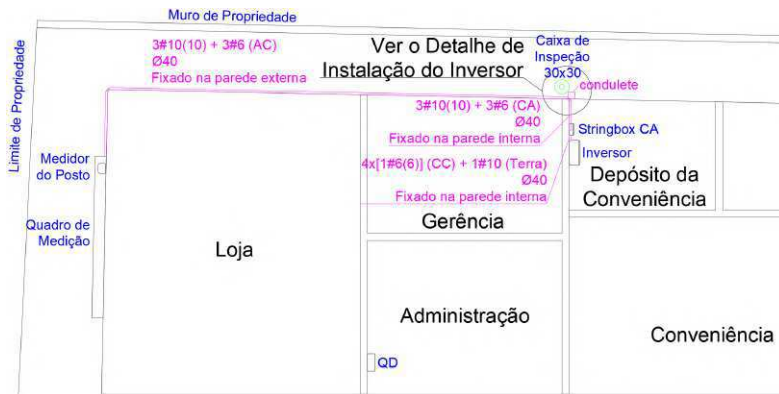 Muro de Propriedade
Limite de Propriedade
3#10(10) + 3#6 (AC)
Ø40
Fixado na parede externa
Ver o Detalhe de
Instalação do Inversor
Caixa de
Inspeção
30x30
condulete
3#10(10) + 3#6 (CA)
Ø40
Fixado na parede interna
Stringbox CA
Inversor
4x[1#6(6)] (CC) + 1#10 (Terra)
Ø40
Fixado na parede interna
Depósito da
Conveniência
Medidor
do Posto
Quadro de
Medição
Loja
Gerência
Administração
Conveniência
QD